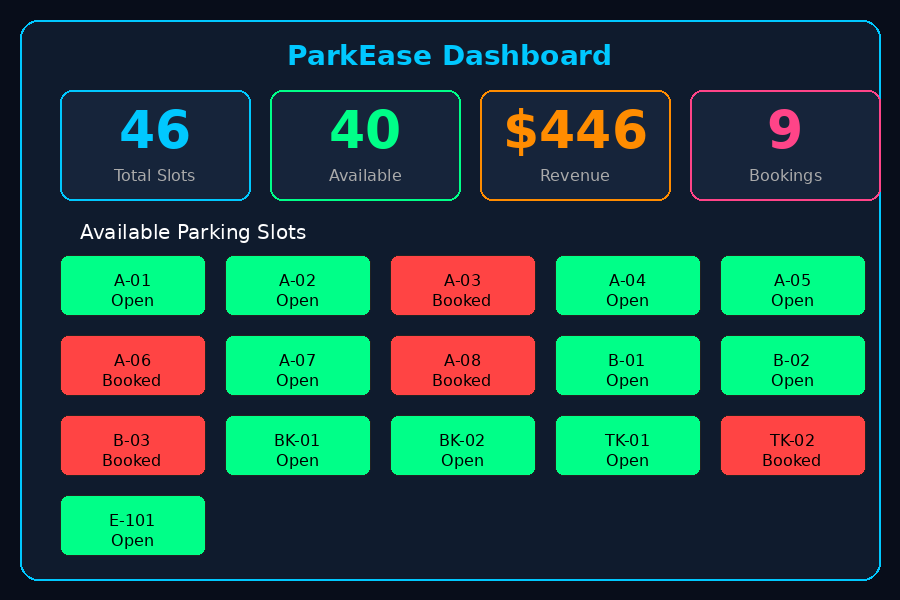 ParkEase Dashboard
46
Total Slots
40
Available
$446
Revenue
9
Bookings
Available Parking Slots
A-01
Open
A-02
Open
A-03
Booked
A-04
Open
A-05
Open
A-06
Booked
A-07
Open
A-08
Booked
B-01
Open
B-02
Open
B-03
Booked
BK-01
Open
BK-02
Open
TK-01
Open
TK-02
Booked
E-101
Open